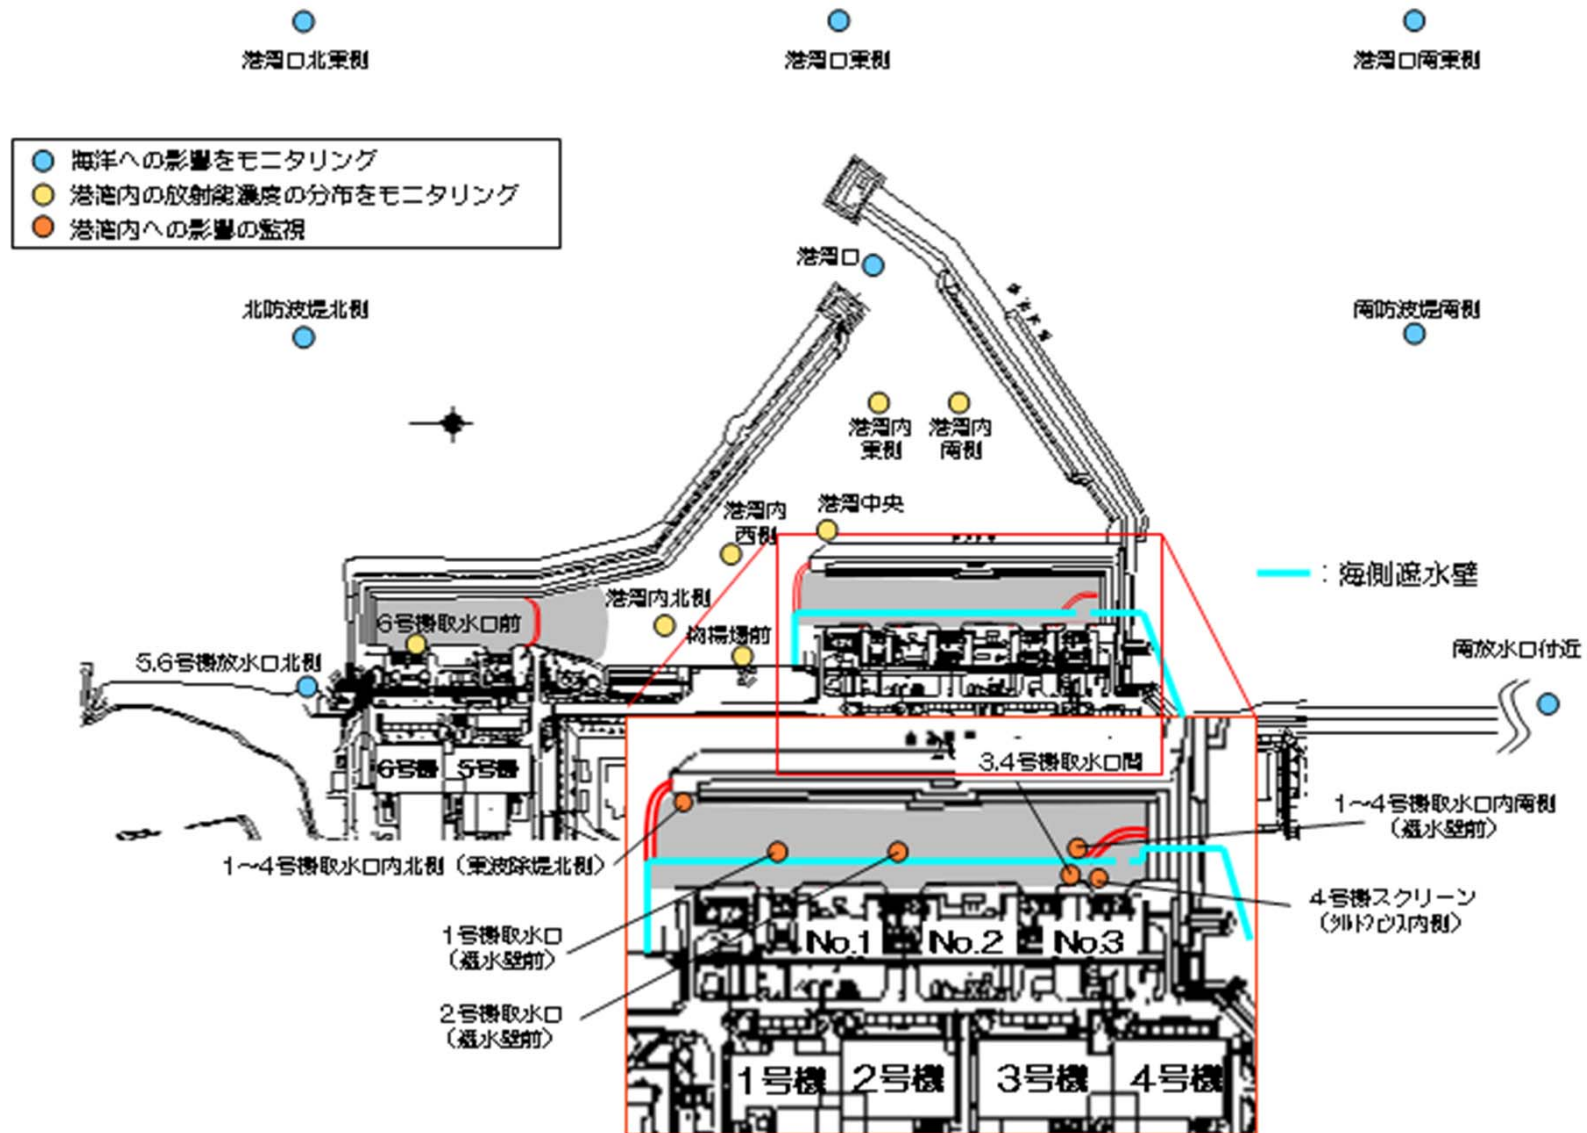 港湾口北東側
港湾口東側
港湾口南東側
海洋への影響をモニタリング
港湾内の放射能濃度の分布をモニタリング
港湾内への影響の監視
港湾口
北防波堤北側
南防波堤南側
港湾内
東側
港湾内
南側
港湾内
西側
港湾中央
：海側遮水壁
港湾内北側
6号機取水口前
物揚場前
5,6号機放水口北側
南放水口付近
6号機
5号機
3,4号機取水口間
1～4号機取水口内南側
（遮水壁前）
1～4号機取水口内北側（東波除堤北側）
4号機スクリーン
（シルトフェンス内側）
1号機取水口
（遮水壁前）
No.1
No.2
No.3
2号機取水口
（遮水壁前）
1号機
2号機
3号機
4号機